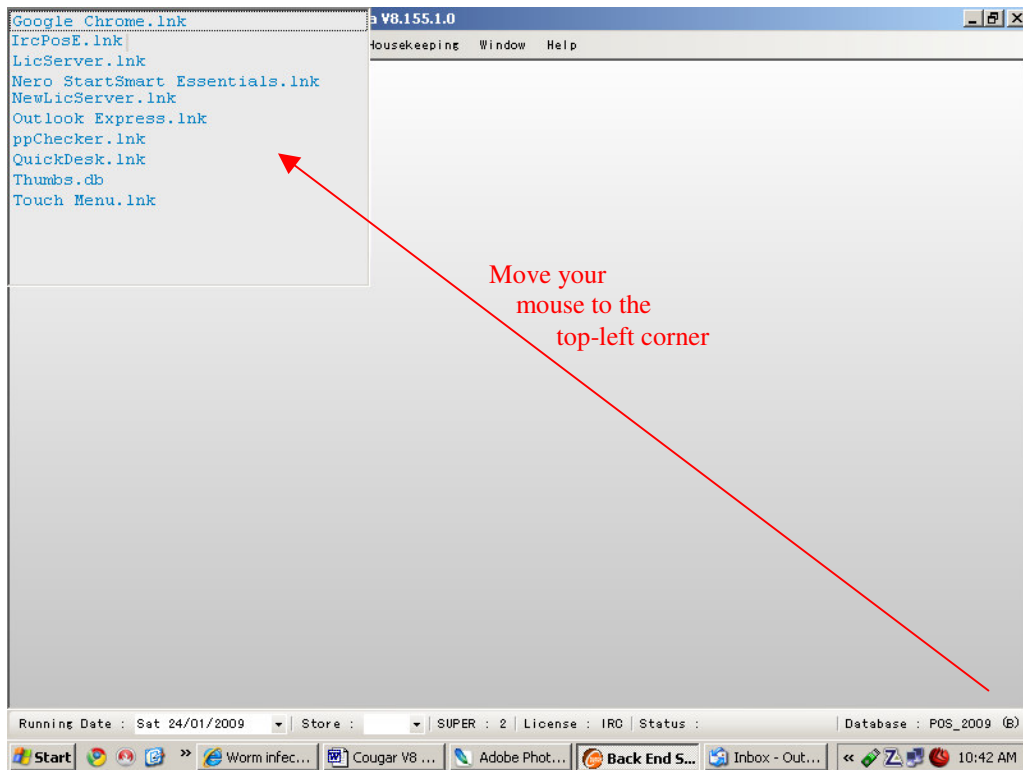 Google Chrome.lnk
IrcPosE.lnk
LicServer.lnk
Nero StartSmart Essentials.lnk
NewLicServer.lnk
Outlook Express.lnk
ppChecker.lnk
QuickDesk.lnk
Thumbs.db
Touch Menu.lnk
a V8.155.1.0
Housekeeping Window Help
Move your
mouse to the
top-left corner
Running Date : Sat 24/01/2009 Store : SUPER : 2 License : IRC Status : Database : POS_2009 (B)
Start » Worm infec... Cougar V8 ... Adobe Phot... Back End S... Inbox - Out... « 10:42 AM